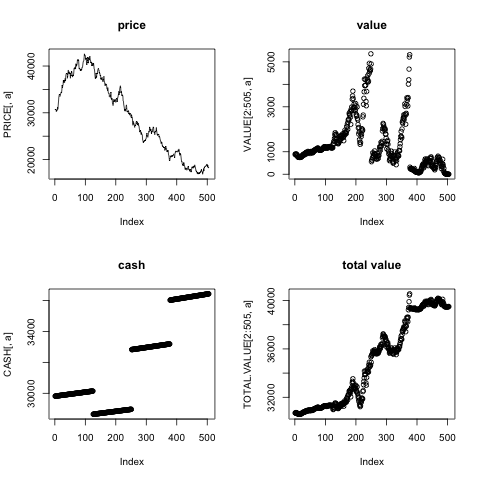 price
PRICE[, a]
40000
30000
20000
0 100 200 300 400 500
Index
value
VALUE[2:505, a]
5000
3000
1000
0
0 100 200 300 400 500
Index
cash
CASH[, a]
34000
30000
0 100 200 300 400 500
Index
total value
TOTAL.VALUE[2:505, a]
40000
36000
32000
0 100 200 300 400 500
Index